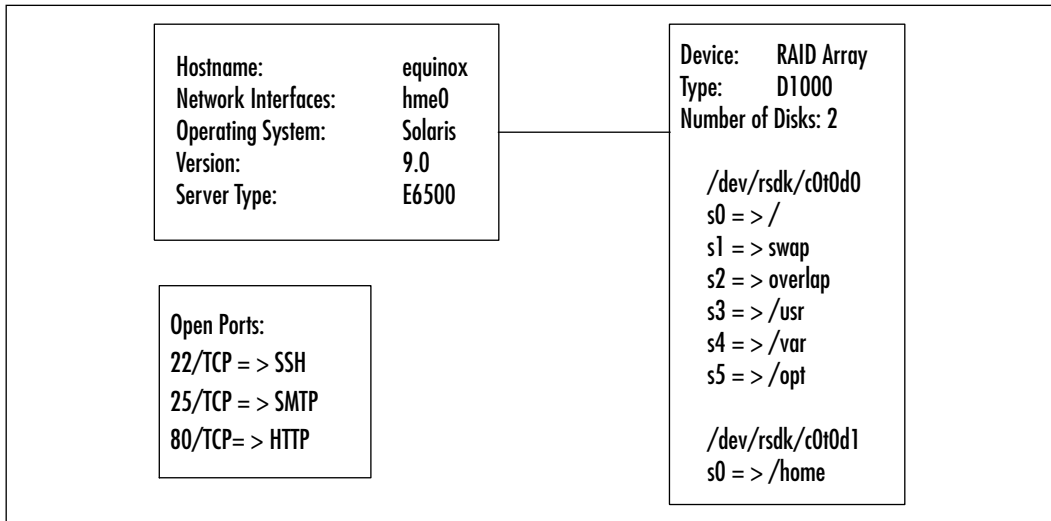 Hostname: equinox
Network Interfaces: hme0
Operating System: Solaris
Version: 9.0
Server Type: E6500
Open Ports:
22/TCP = > SSH
25/TCP = > SMTP
80/TCP= > HTTP
Device: RAID Array
Type: D1000
Number of Disks: 2
/dev/rsdk/c0t0d0
s0 = > /
s1 = > swap
s2 = > overlap
s3 = > /usr
s4 = > /var
s5 = > /opt
/dev/rsdk/c0t0d1
s0 = > /home